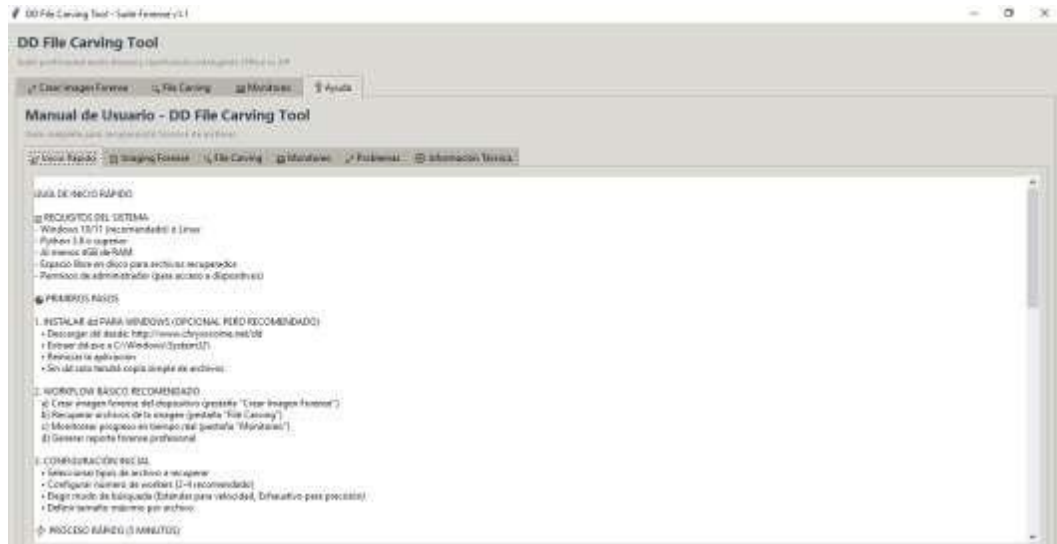 DD File Carving Tool - Suite Forense v1.1
DD File Carving Tool
Crear Imagen Forense File Carving Monitoreo Ayuda
Manual de Usuario - DD File Carving Tool
Inicio Rápido Imaging Forense File Carving Monitoreo Problemas Información Técnica
GUÍA DE INICIO RÁPIDO
REQUISITOS DEL SISTEMA
- Windows 10/11 (recomendado) o Linux
- Python 3.8 o superior
- Al menos 4GB de RAM
- Espacio libre en disco para archivos recuperados
- Permisos de administrador (para acceso a dispositivos)
PRIMEROS PASOS
1. INSTALAR dd PARA WINDOWS (OPCIONAL PERO RECOMENDADO)
• Descargar dd desde: http://www.chrysocome.net/dd
• Extraer dd.exe a C:\Windows\System32\
• Reiniciar la aplicación
• Sin dd solo tendrá copia simple de archivos
2. WORKFLOW BÁSICO RECOMENDADO
a) Crear imagen forense del dispositivo (pestaña "Crear Imagen Forense")
b) Recuperar archivos de la imagen (pestaña "File Carving")
c) Monitorear progreso en tiempo real (pestaña "Monitoreo")
d) Generar reporte forense profesional
3. CONFIGURACIÓN INICIAL
• Seleccionar tipos de archivo a recuperar
• Configurar número de workers (2-4 recomendado)
• Elegir modo de búsqueda (Estándar para velocidad, Exhaustivo para precisión)
• Definir tamaño máximo por archivo
PROCESO RÁPIDO (5 MINUTOS)